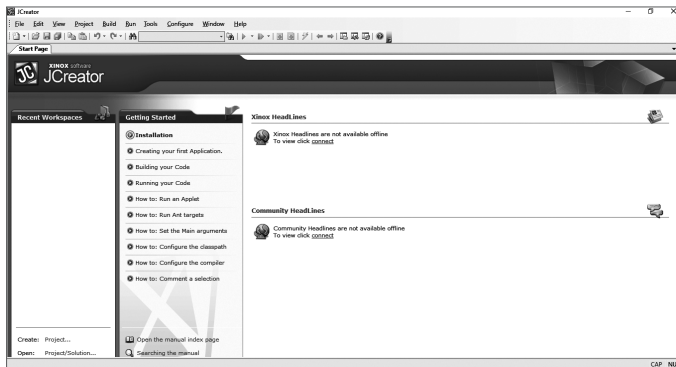 JCreator
File Edit View Project Build Run Tools Configure Window Help
Start Page
XINOX software
JCreator
Recent Workspaces
Getting Started
Installation
Creating your first Application.
Building your Code
Running your Code
How to: Run an Applet
How to: Run Ant targets
How to: Set the Main arguments
How to: Configure the classpath
How to: Configure the compiler
How to: Comment a selection
Open the manual index page
Searching the manual
Create: Project...
Open: Project/Solution...
Xinox HeadLines
Xinox Headlines are not available offline
To view click connect
Community HeadLines
Community Headlines are not available offline
To view click connect
CAP NU